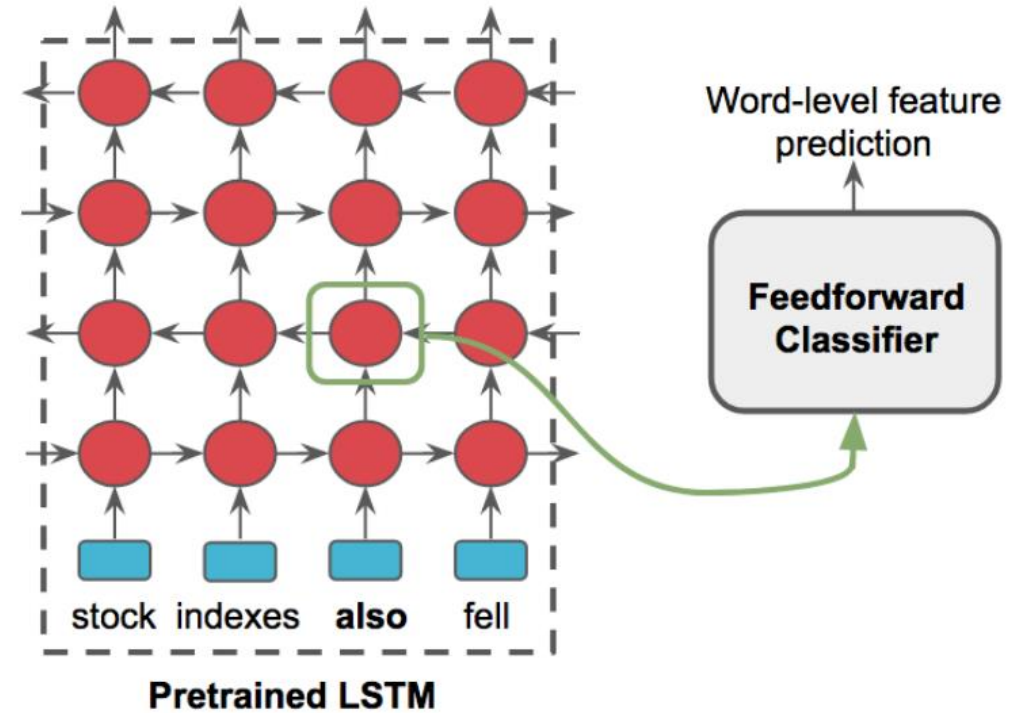 Word-level feature
prediction
Feedforward
Classifier
stock indexes also fell
Pretrained LSTM